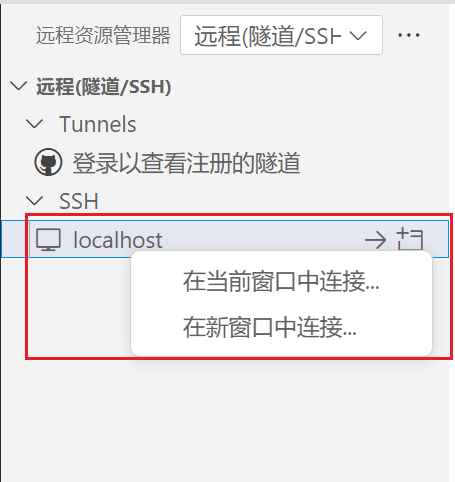 远程资源管理器 远程(隧道/SSH
远程(隧道/SSH)
Tunnels
登录以查看注册的隧道
SSH
localhost
在当前窗口中连接...
在新窗口中连接...